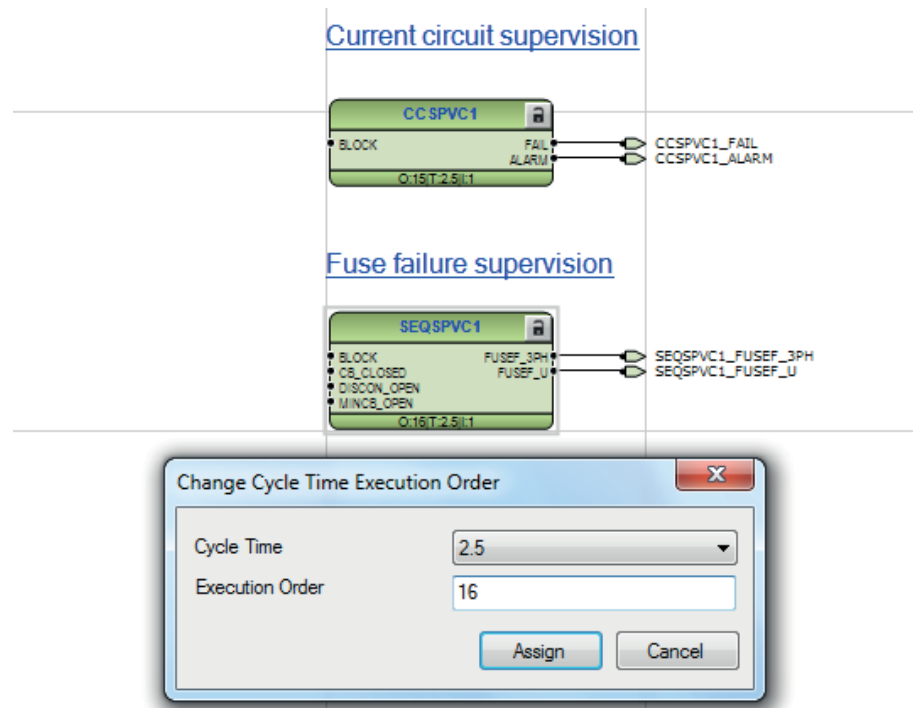 Current circuit supervision
CCSPVC1
BLOCK FAIL CCSPVC1_FAIL
ALARM CCSPVC1_ALARM
O:15|T:2.5|I:1
Fuse failure supervision
SEQSPVC1
BLOCK FUSEF_3PH SEQSPVC1_FUSEF_3PH
CB_CLOSED FUSEF_U SEQSPVC1_FUSEF_U
DISCON_OPEN
MINCB_OPEN
O:16|T:2.5|I:1
Change Cycle Time Execution Order
Cycle Time 2.5
Execution Order 16
Assign Cancel